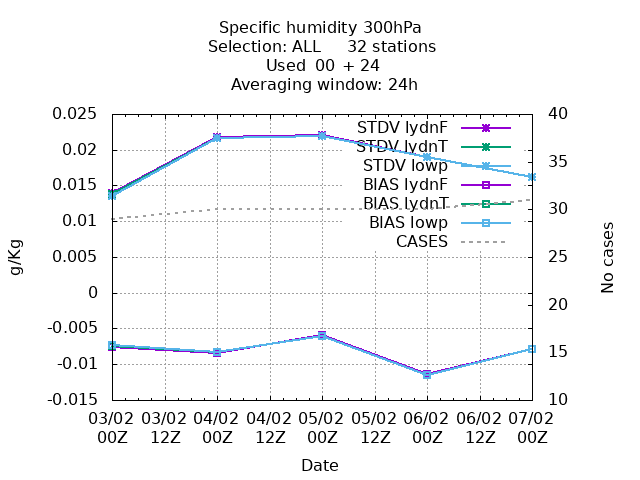 Specific humidity 300hPa
Selection: ALL 32 stations
Used 00 + 24
Averaging window: 24h
0.025
0.02
0.015
0.01
0.005
0
-0.005
-0.01
-0.015
40
35
30
25
20
15
10
g/Kg
No cases
STDV lydnF
STDV lydnT
STDV lowp
BIAS lydnF
BIAS lydnT
BIAS lowp
CASES
03/02 03/02 04/02 04/02 05/02 05/02 06/02 06/02 07/02
00Z 12Z 00Z 12Z 00Z 12Z 00Z 12Z 00Z
Date